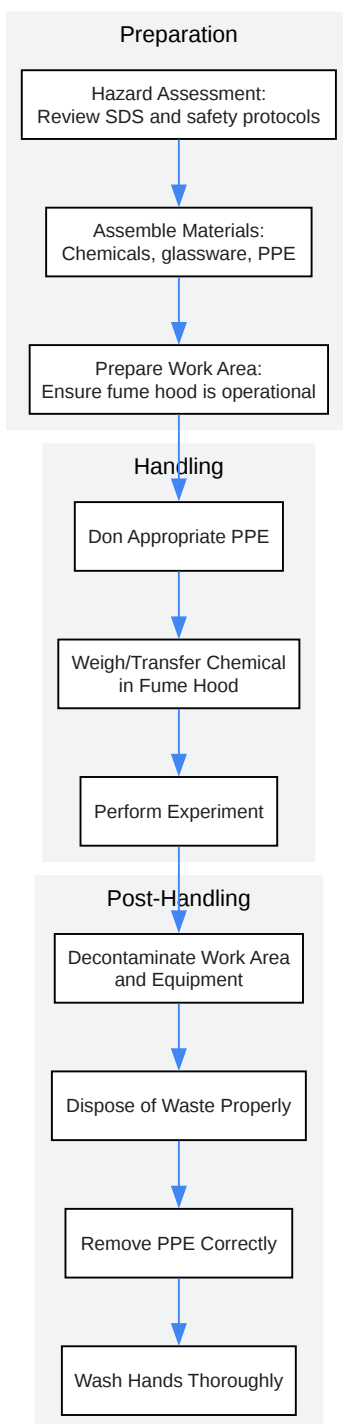 Preparation
Hazard Assessment:
Review SDS and safety protocols
Assemble Materials:
Chemicals, glassware, PPE
Prepare Work Area:
Ensure fume hood is operational
Handling
Don Appropriate PPE
Weigh/Transfer Chemical
in Fume Hood
Perform Experiment
Post-Handling
Decontaminate Work Area
and Equipment
Dispose of Waste Properly
Remove PPE Correctly
Wash Hands Thoroughly